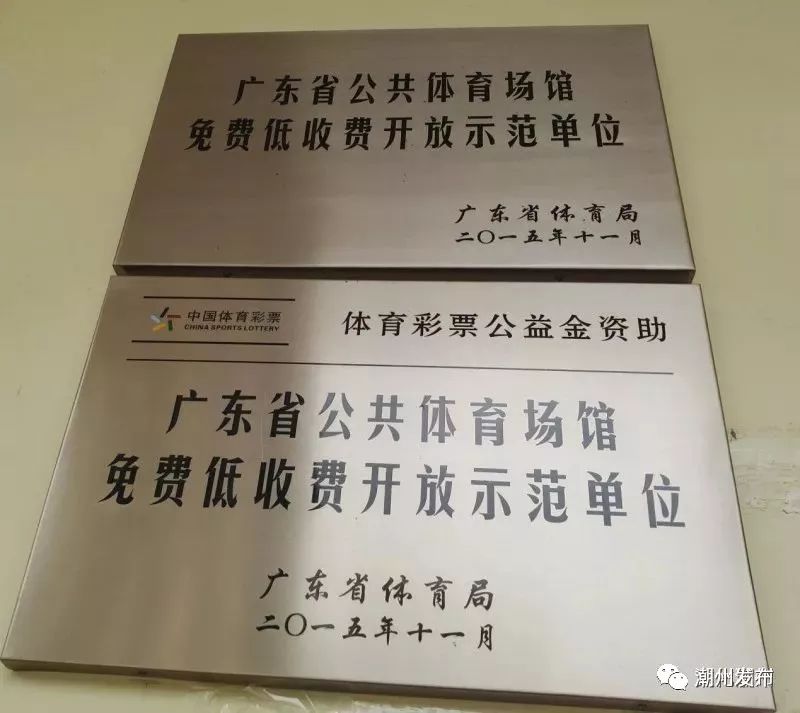 广东省公共体育场馆
免费低收费开放示范单位
广东省体育局
二〇一五年十一月
中国体育彩票
CHINA SPORTS LOTTERY
体育彩票公益金资助
广东省公共体育场馆
免费低收费开放示范单位
广东省体育局
二〇一五年十一月
潮州发布